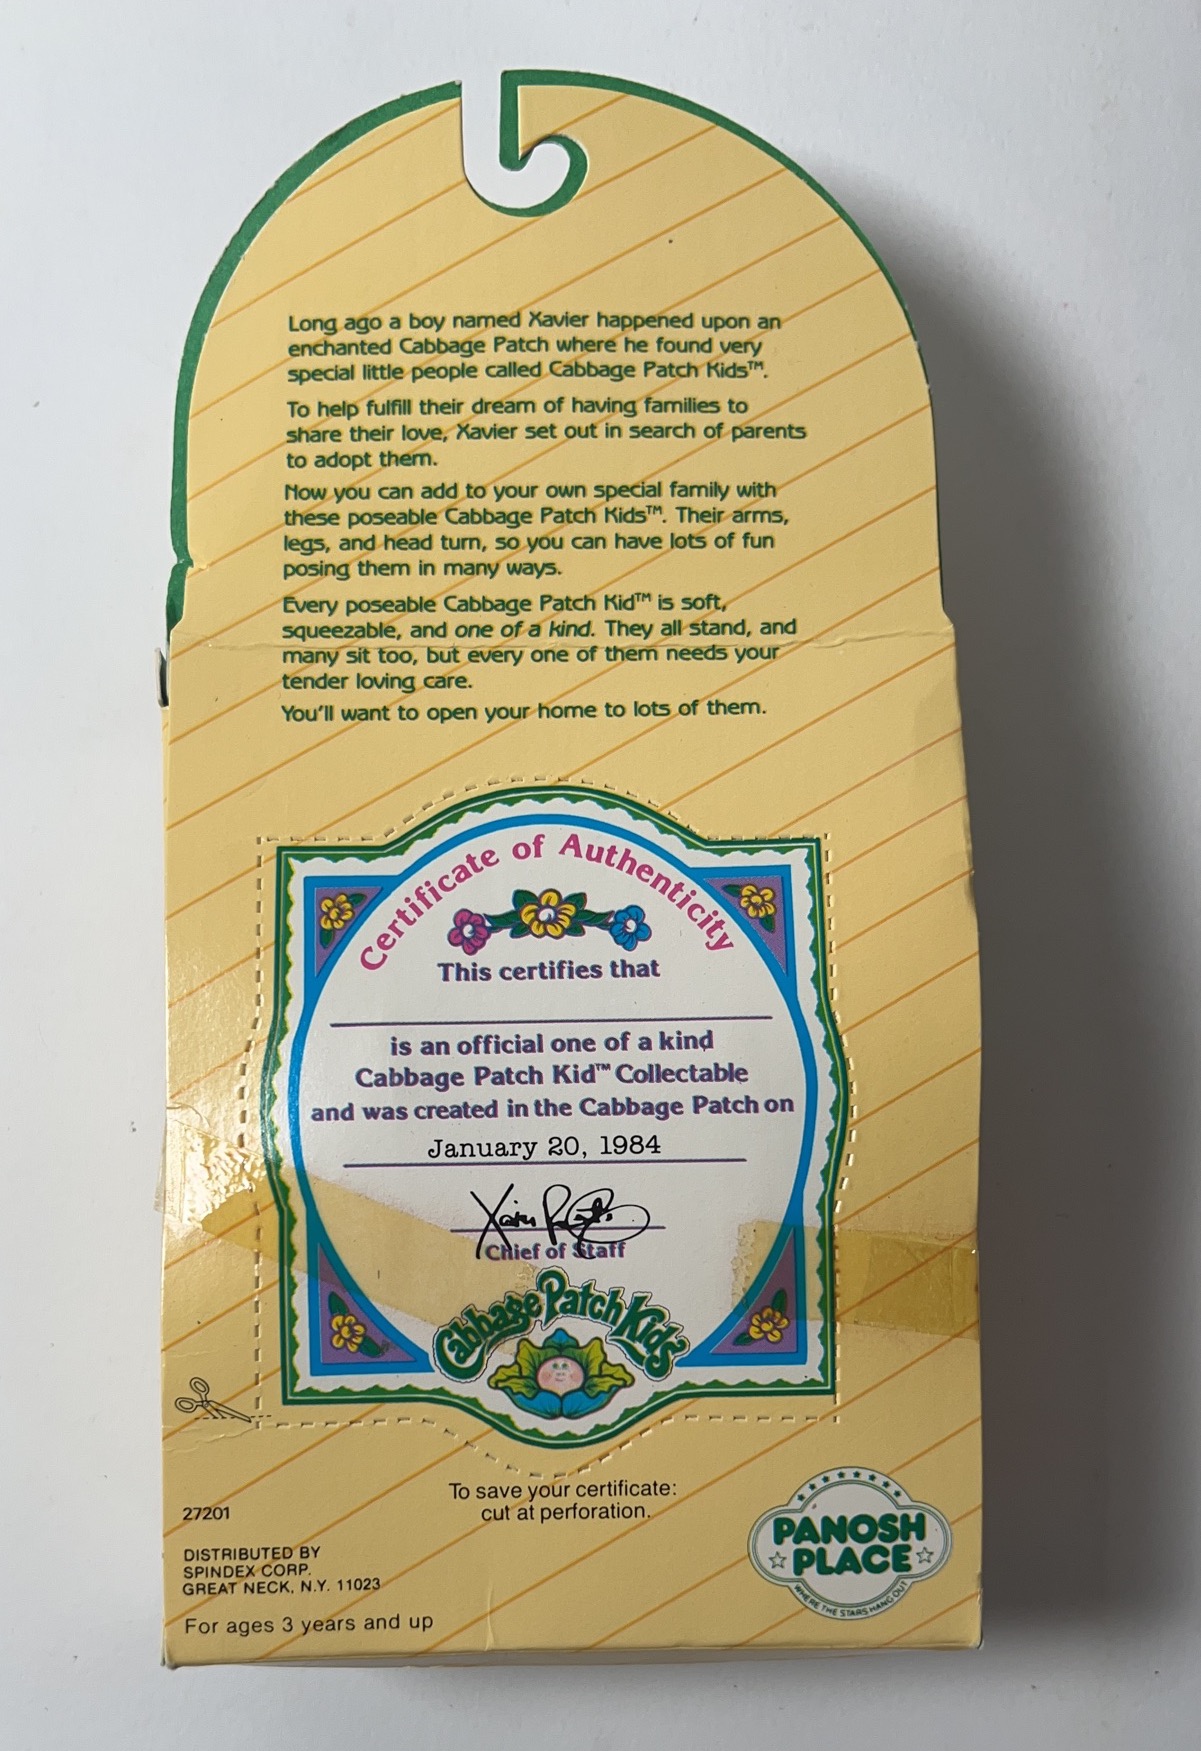 Long ago a boy named Xavier happened upon an
enchanted Cabbage Patch where he found very
special little people called Cabbage Patch Kids™.
To help fulfill their dream of having families to
share their love, Xavier set out in search of parents
to adopt them.
Now you can add to your own special family with
these poseable Cabbage Patch Kids™. Their arms,
legs, and head turn, so you can have lots of fun
posing them in many ways.
Every poseable Cabbage Patch Kid™ is soft,
squeezable, and one of a kind. They all stand, and
many sit too, but every one of them needs your
tender loving care.
You'll want to open your home to lots of them.
Certificate of Authenticity
This certifies that
is an official one of a kind
Cabbage Patch Kid™ Collectable
and was created in the Cabbage Patch on
January 20, 1984
Chief of Staff
Cabbage Patch Kids
To save your certificate:
cut at perforation.
27201
DISTRIBUTED BY
SPINDEX CORP.
GREAT NECK, N.Y. 11023
For ages 3 years and up
PANOSH
PLACE
WHERE THE STARS HANG OUT